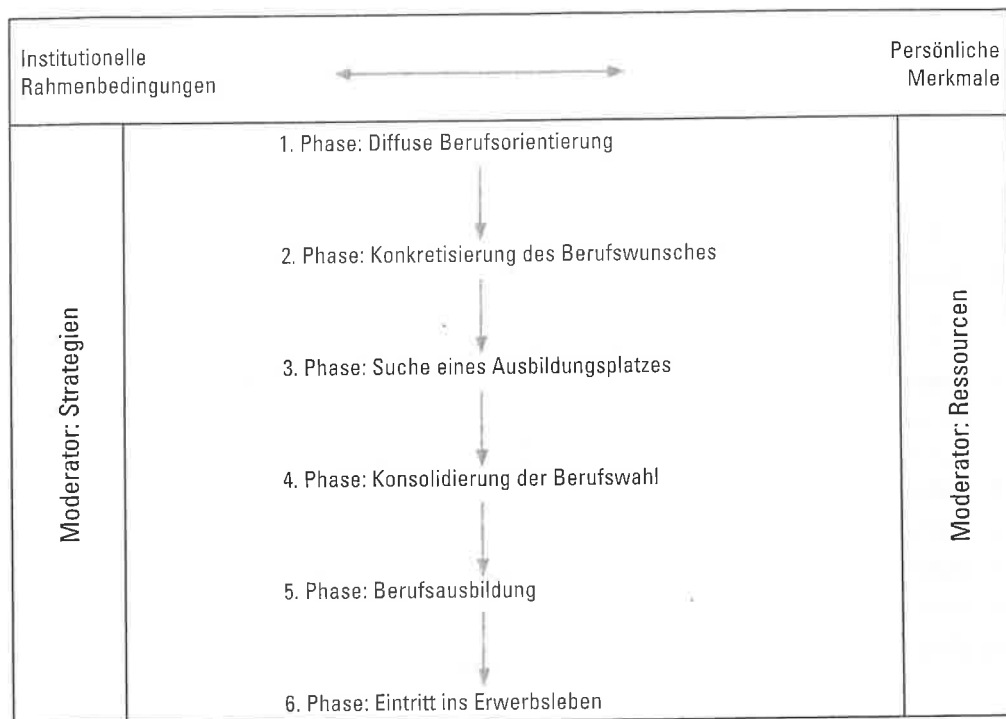 Institutionelle
Rahmenbedingungen
Persönliche
Merkmale
1. Phase: Diffuse Berufsorientierung
2. Phase: Konkretisierung des Berufswunsches
3. Phase: Suche eines Ausbildungsplatzes
4. Phase: Konsolidierung der Berufswahl
5. Phase: Berufsausbildung
6. Phase: Eintritt ins Erwerbsleben
Moderator: Strategien
Moderator: Ressourcen